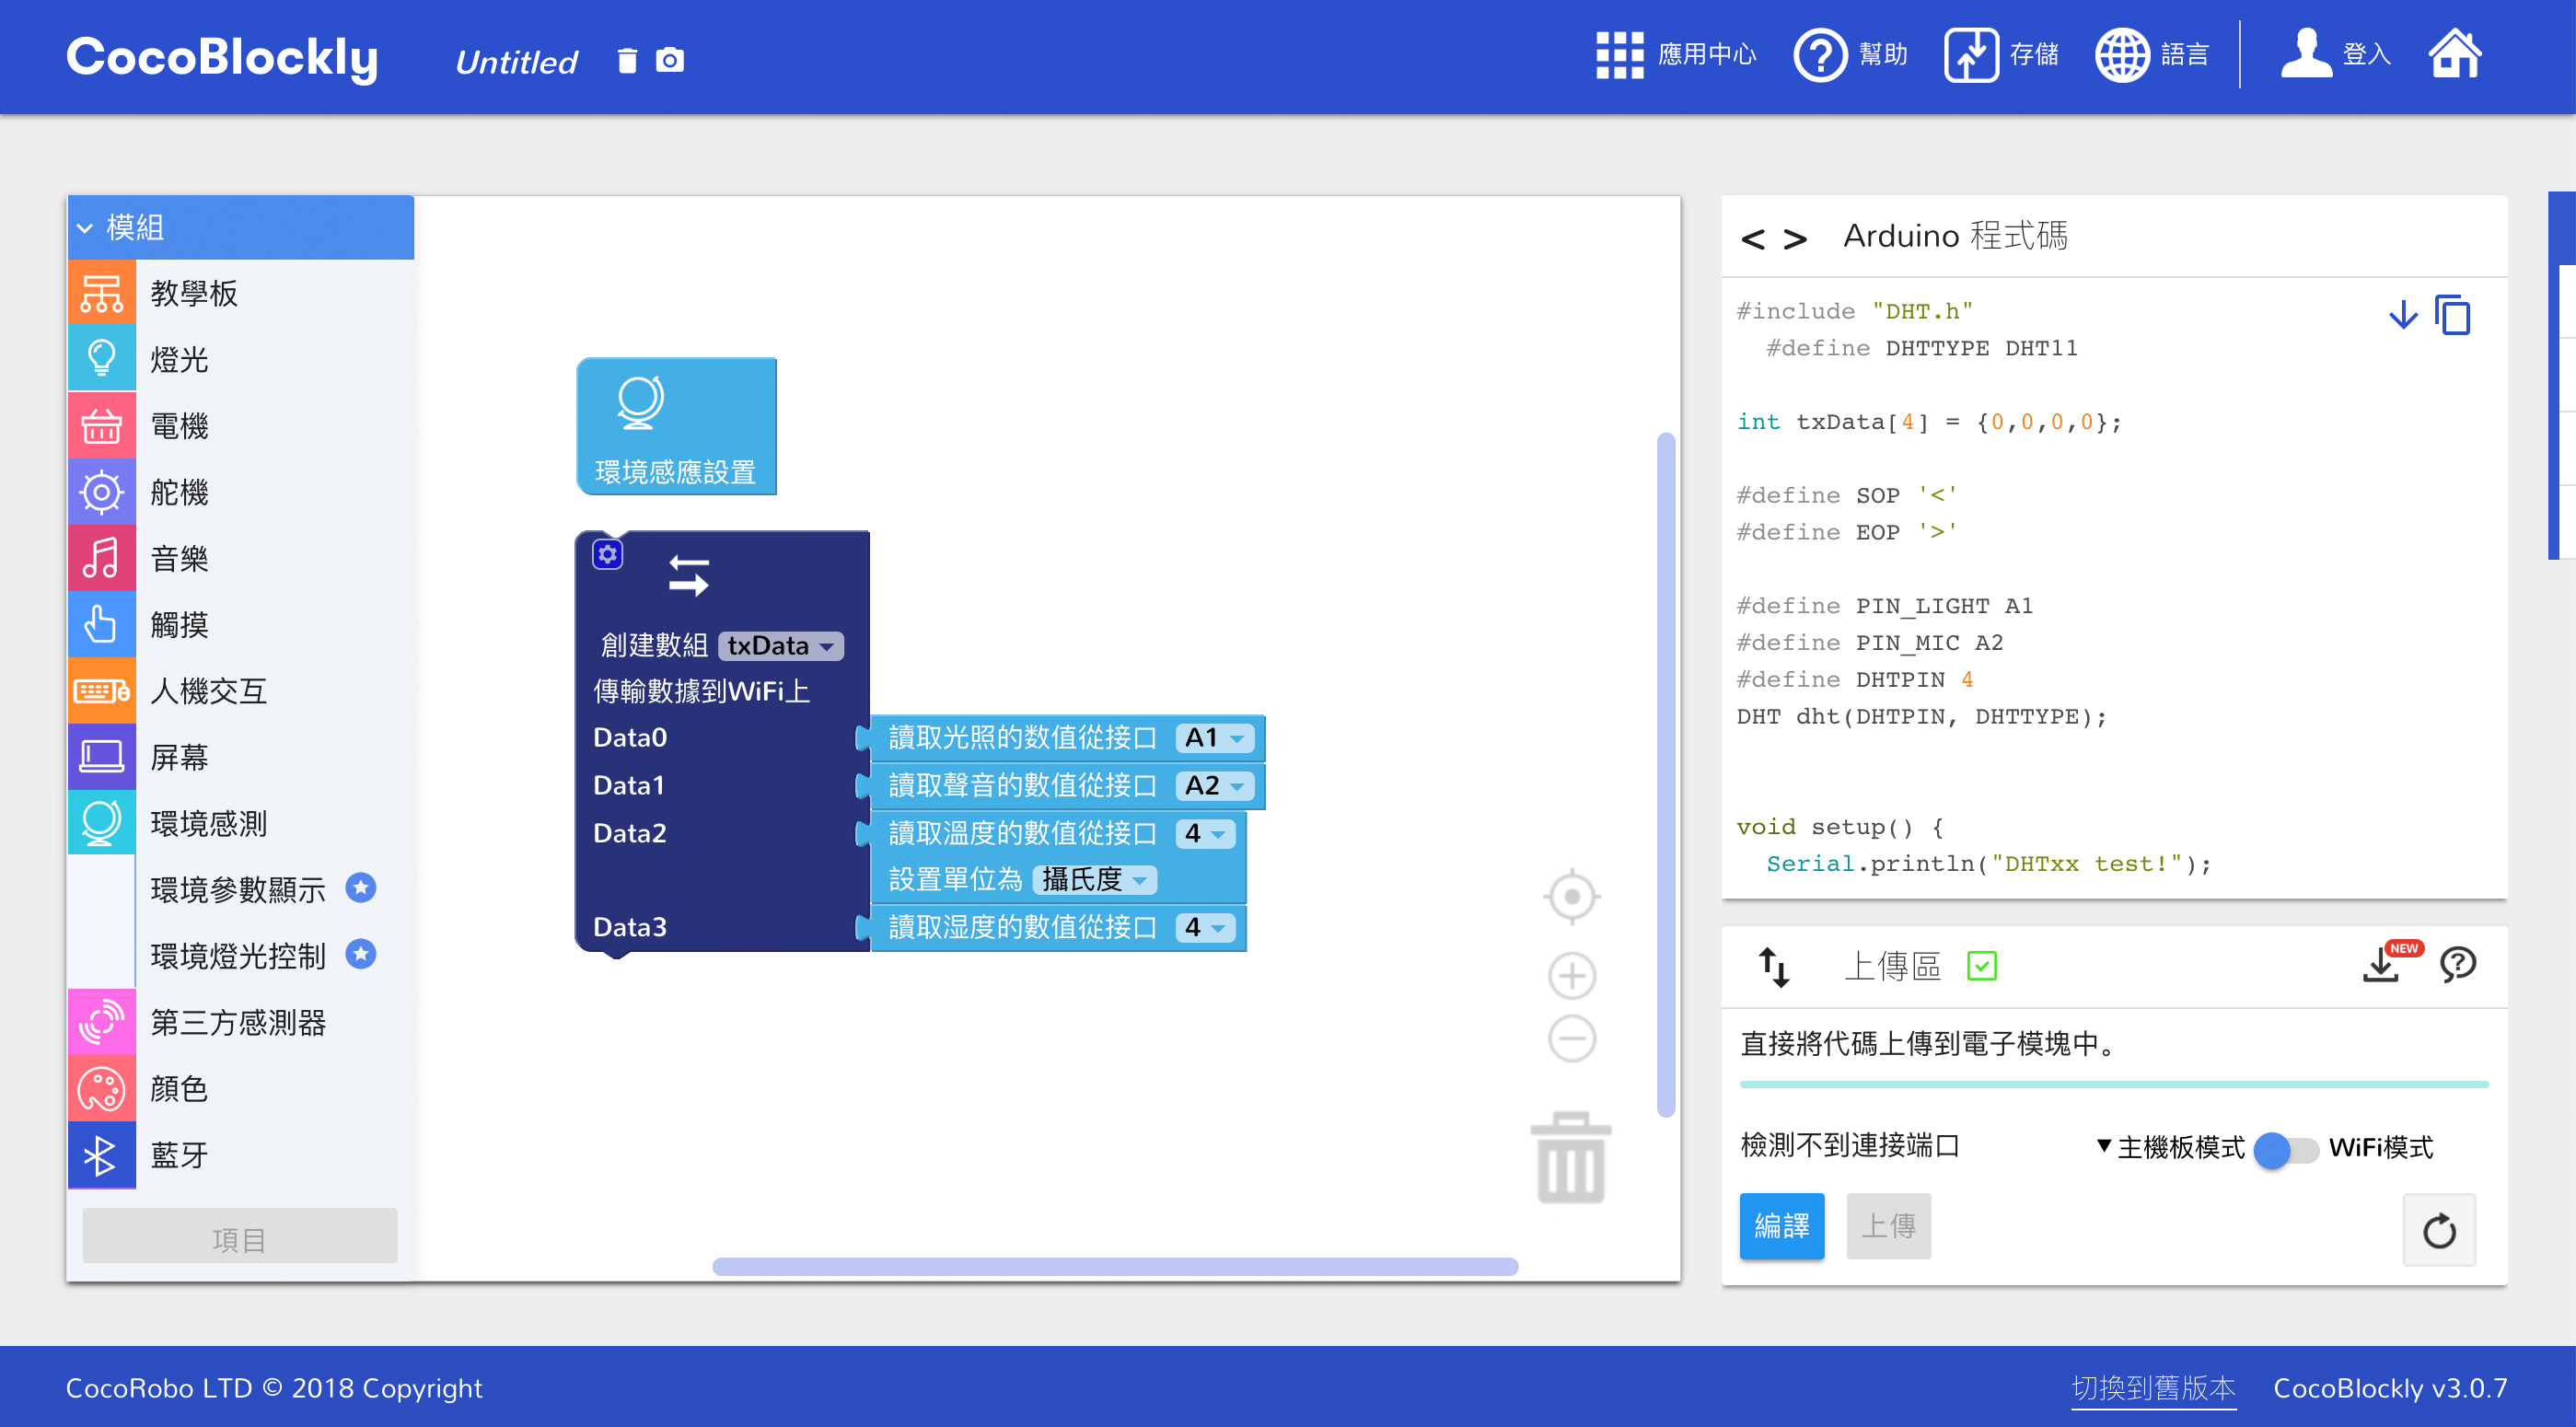 CocoBlockly
Untitled
應用中心
幫助
存儲
語言
登入
模組
教學板
燈光
電機
舵機
音樂
觸摸
人機交互
屏幕
環境感測
環境參數顯示
環境燈光控制
第三方感測器
顏色
藍牙
項目
環境感應設置
創建數組 txData
傳輸數據到WiFi上
Data0 讀取光照的数值從接口 A1
Data1 讀取聲音的數值從接口 A2
Data2 讀取溫度的數值從接口 4
設置單位為 攝氏度
Data3 讀取湿度的數值從接口 4
< > Arduino 程式碼
#include "DHT.h"
#define DHTTYPE DHT11
int txData[4] = {0,0,0,0};
#define SOP '<'
#define EOP '>'
#define PIN_LIGHT A1
#define PIN_MIC A2
#define DHTPIN 4
DHT dht(DHTPIN, DHTTYPE);
void setup() {
Serial.println("DHTxx test!");
上傳區
NEW
直接將代碼上傳到電子模塊中。
檢測不到連接端口
主機板模式
WiFi模式
編譯
上傳
CocoRobo LTD © 2018 Copyright
切換到舊版本
CocoBlockly v3.0.7